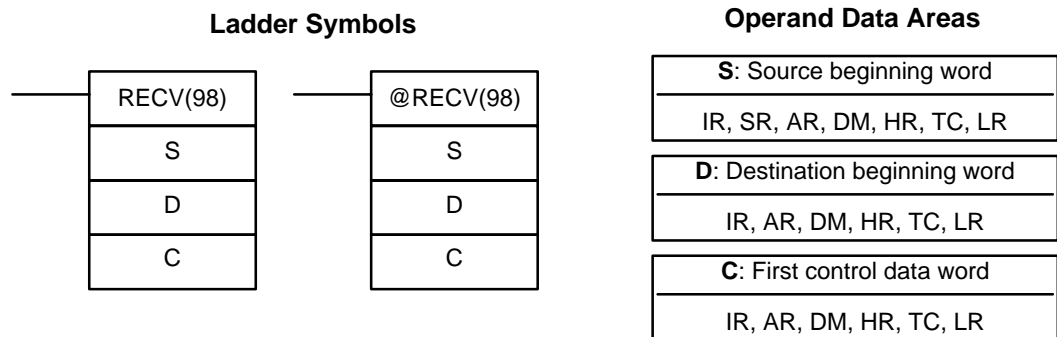 Ladder Symbols
RECV(98)
S
D
C
@RECV(98)
S
D
C
Operand Data Areas
S: Source beginning word
IR, SR, AR, DM, HR, TC, LR
D: Destination beginning word
IR, AR, DM, HR, TC, LR
C: First control data word
IR, AR, DM, HR, TC, LR